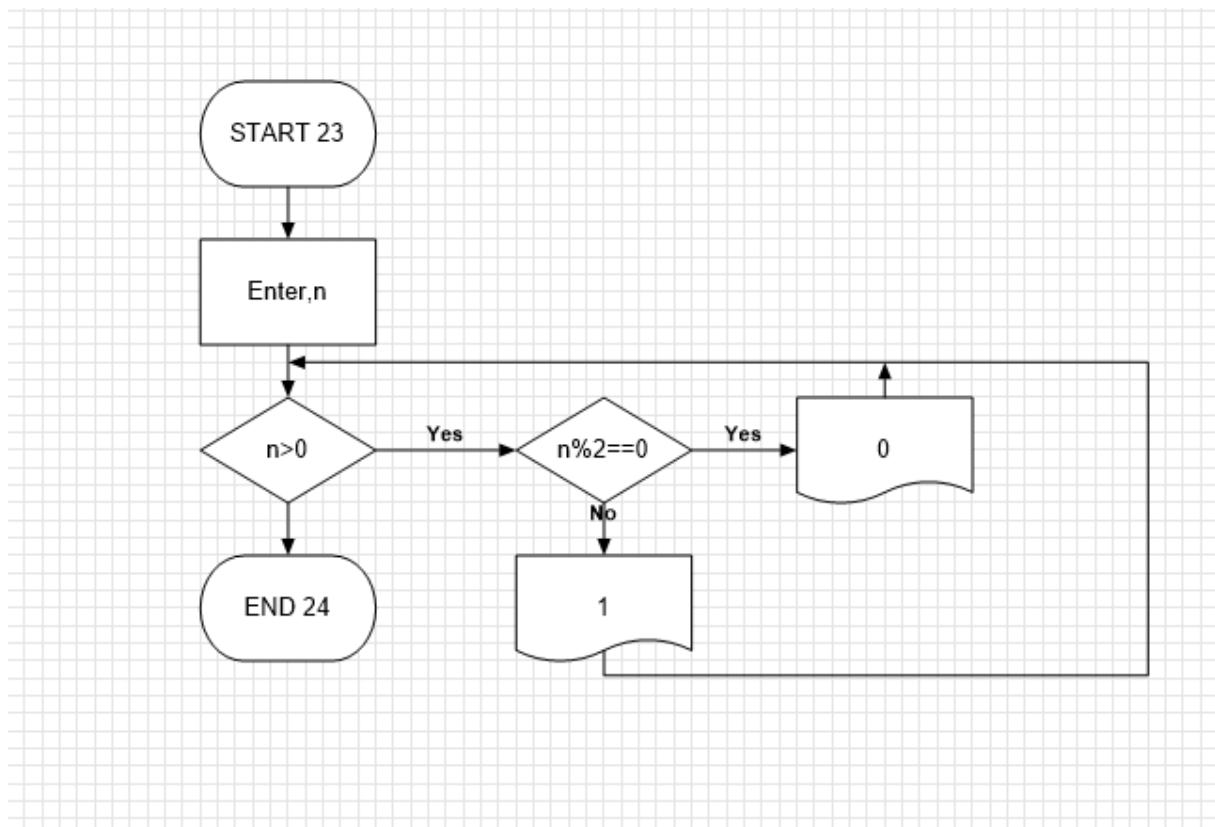 START 23
Enter,n
n>0
Yes
n%2==0
Yes
0
No
1
END 24